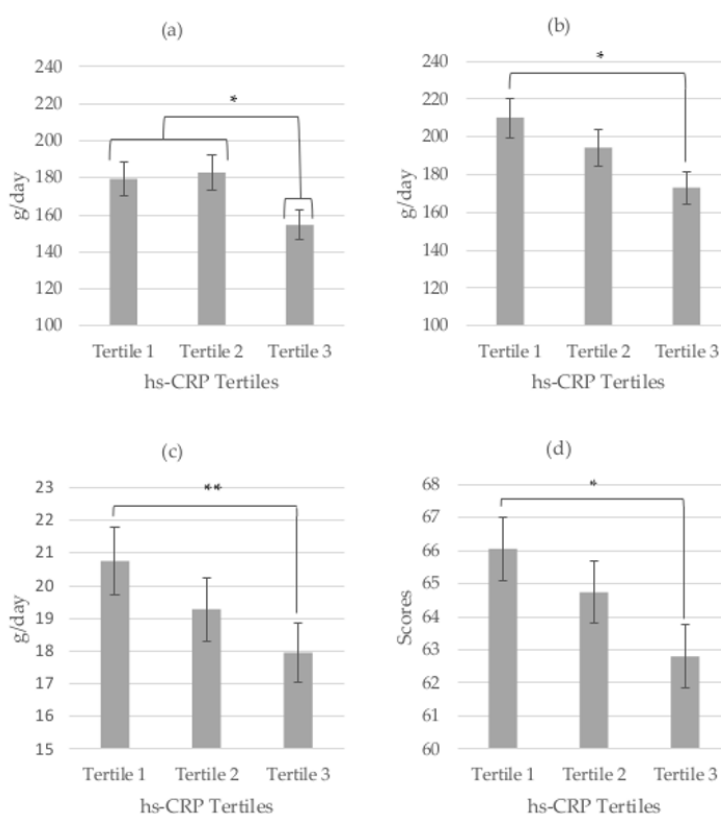 (a)
240
220
200
180
160
140
120
100
g/day
*
Tertile 1 Tertile 2 Tertile 3
hs-CRP Tertiles
(b)
240
220
200
180
160
140
120
100
g/day
*
Tertile 1 Tertile 2 Tertile 3
hs-CRP Tertiles
(c)
23
22
21
20
19
18
17
16
15
g/day
**
Tertile 1 Tertile 2 Tertile 3
hs-CRP Tertiles
(d)
68
67
66
65
64
63
62
61
60
Scores
*
Tertile 1 Tertile 2 Tertile 3
hs-CRP Tertiles